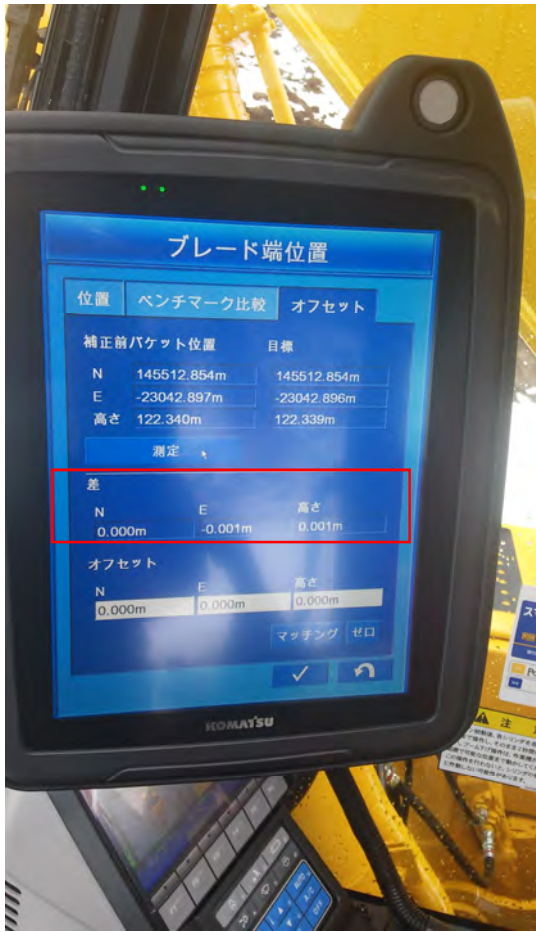 ブレード端位置
位置 ベンチマーク比較 オフセット
補正前バケット位置 目標
N 145512.854m 145512.854m
E -23042.897m -23042.896m
高さ 122.340m 122.339m
測定
差
N E 高さ
0.000m -0.001m 0.001m
オフセット
N E 高さ
0.000m 0.000m 0.000m
マッチング ゼロ
KOMATSU
注
AUTO
A/C
OFF